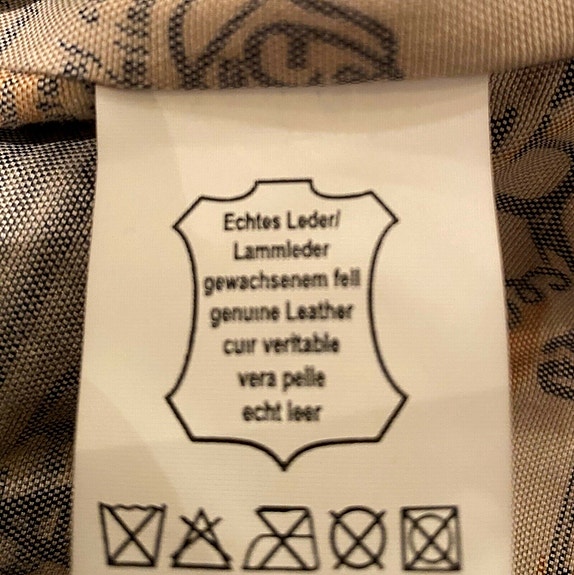 Echtes Leder/
Lammleder
gewachsenem fell
genuine Leather
cuir veritable
vera pelle
echt leer